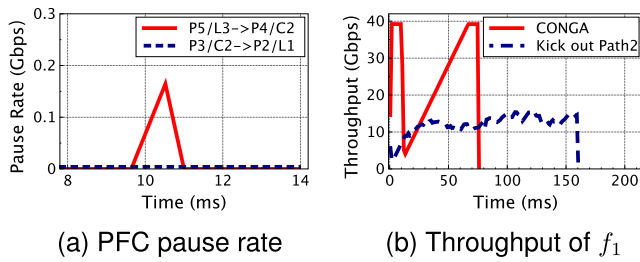 P5/L3->P4/C2
P3/C2->P2/L1
Pause Rate (Gbps)
0.3
0.2
0.1
0
8
10
12
14
Time (ms)
(a) PFC pause rate
CONGA
Kick out Path2
Throughput (Gbps)
40
30
20
10
0
0
50
100
150
200
Time (ms)
(b) Throughput of f1